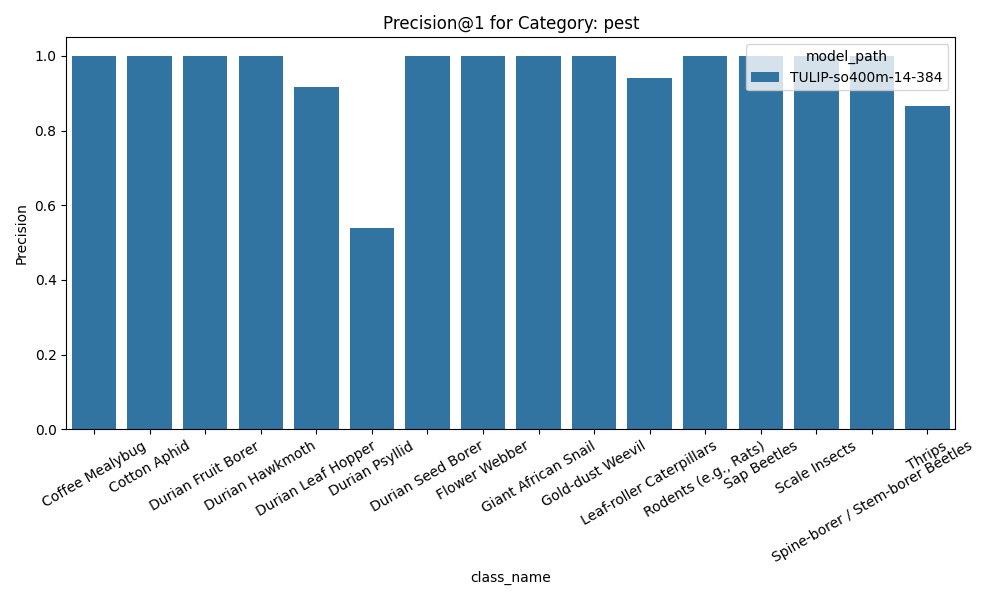 Precision@1 for Category: pest
model_path
TULIP-so400m-14-384
Precision
1.0
0.8
0.6
0.4
0.2
0.0
Coffee Mealybug
Cotton Aphid
Durian Fruit Borer
Durian Hawkmoth
Durian Leaf Hopper
Durian Psyllid
Durian Seed Borer
Flower Webber
Giant African Snail
Gold-dust Weevil
Leaf-roller Caterpillars
Rodents (e.g., Rats)
Sap Beetles
Scale Insects
Spine-borer / Stem-borer Beetles
Thrips
class_name